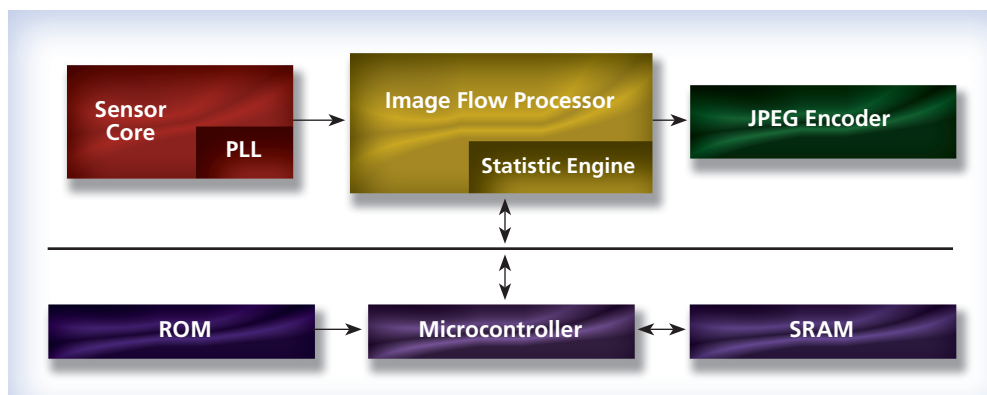 Sensor
Core
PLL
Image Flow Processor
Statistic Engine
JPEG Encoder
ROM
Microcontroller
SRAM